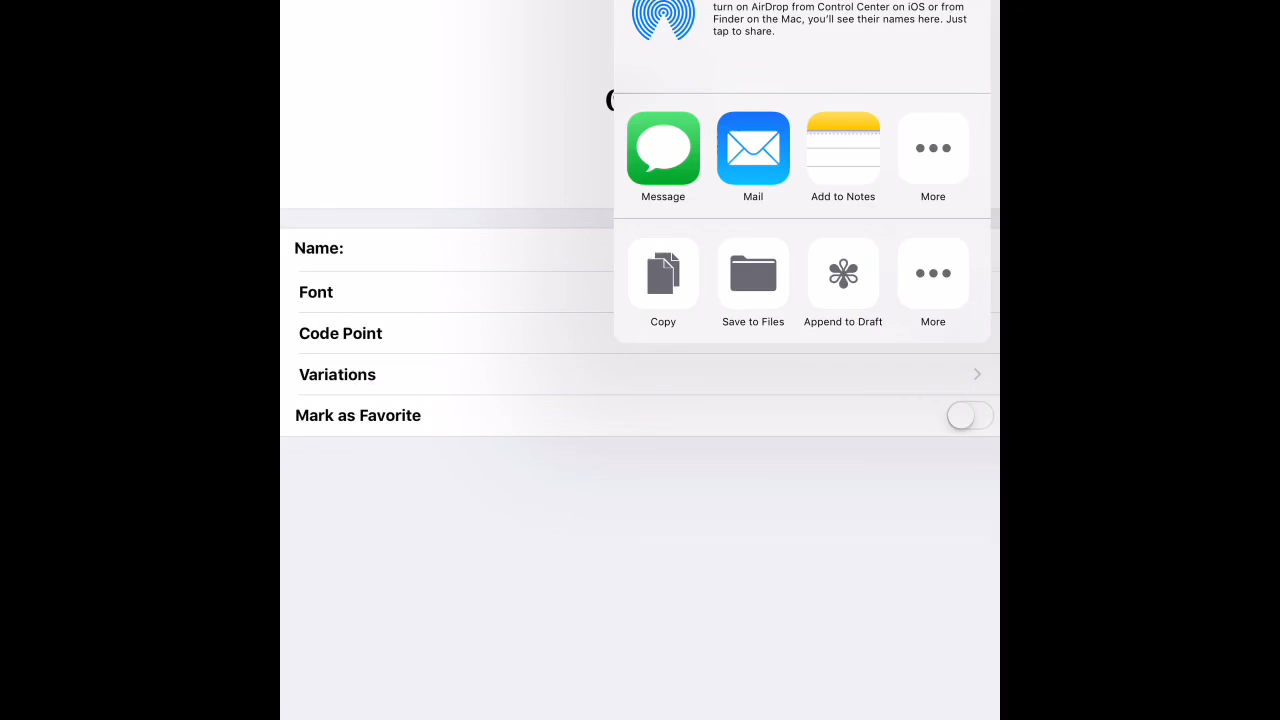 turn on AirDrop from Control Center on iOS or from
Finder on the Mac, you'll see their names here. Just
tap to share.
Message
Mail
Add to Notes
More
Name:
Font
Code Point
Variations
Mark as Favorite
Copy
Save to Files
Append to Draft
More